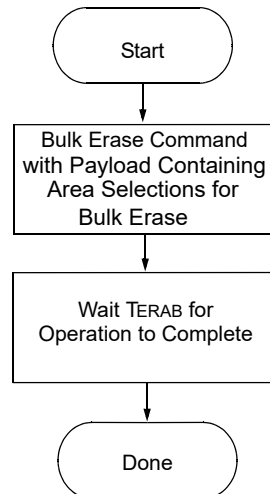 Start
Bulk Erase Command
with Payload Containing
Area Selections for
Bulk Erase
Wait TERAB for
Operation to Complete
Done